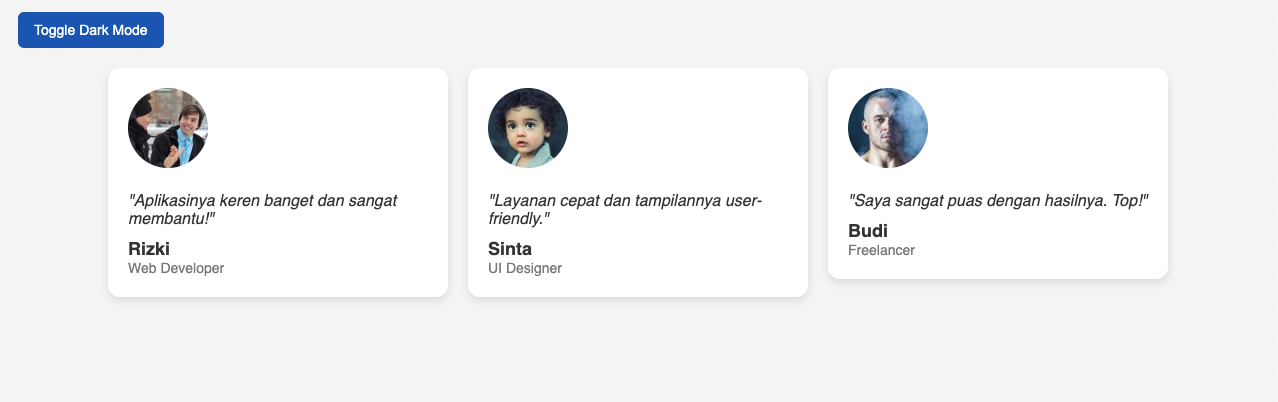 Toggle Dark Mode
"Aplikasinya keren banget dan sangat
membantu!"
Rizki
Web Developer
"Layanan cepat dan tampilannya user-
friendly."
Sinta
UI Designer
"Saya sangat puas dengan hasilnya. Top!"
Budi
Freelancer